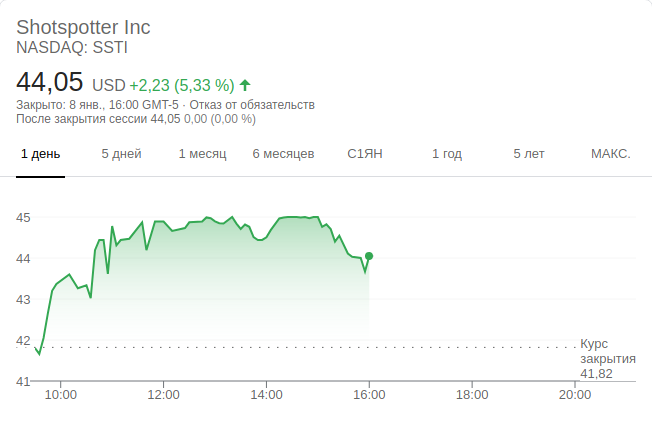 Shotspotter Inc
NASDAQ: SSTI
44,05 USD +2,23 (5,33 %)
Закрыто: 8 янв., 16:00 GMT-5 · Отказ от обязательств
После закрытия сессии 44,05 0,00 (0,00 %)
1 день 5 дней 1 месяц 6 месяцев С1ЯН 1 год 5 лет МАКС.
45
44
43
42
41
Курс
закрытия
41,82
10:00 12:00 14:00 16:00 18:00 20:00